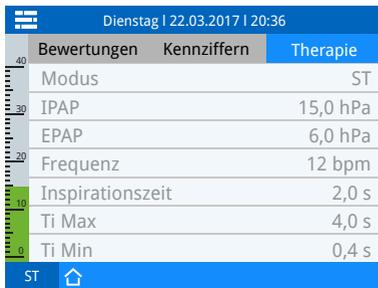 Dienstag l 22.03.2017 l 20:36
Bewertungen Kennziffern Therapie
40
Modus ST
30
IPAP 15,0 hPa
EPAP 6,0 hPa
20
Frequenz 12 bpm
Inspirationszeit 2,0 s
10
Ti Max 4,0 s
0
Ti Min 0,4 s
ST